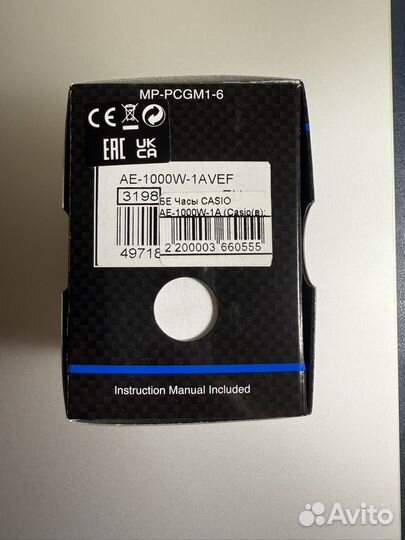 MP-PCGM1-6
CE
EAC
UK
CA
AE-1000W-1AVEF
3198
БЕ Часы CASIO
AE-1000W-1A (Casio(в):
49718
2 200003 660555
Instruction Manual Included
Avito